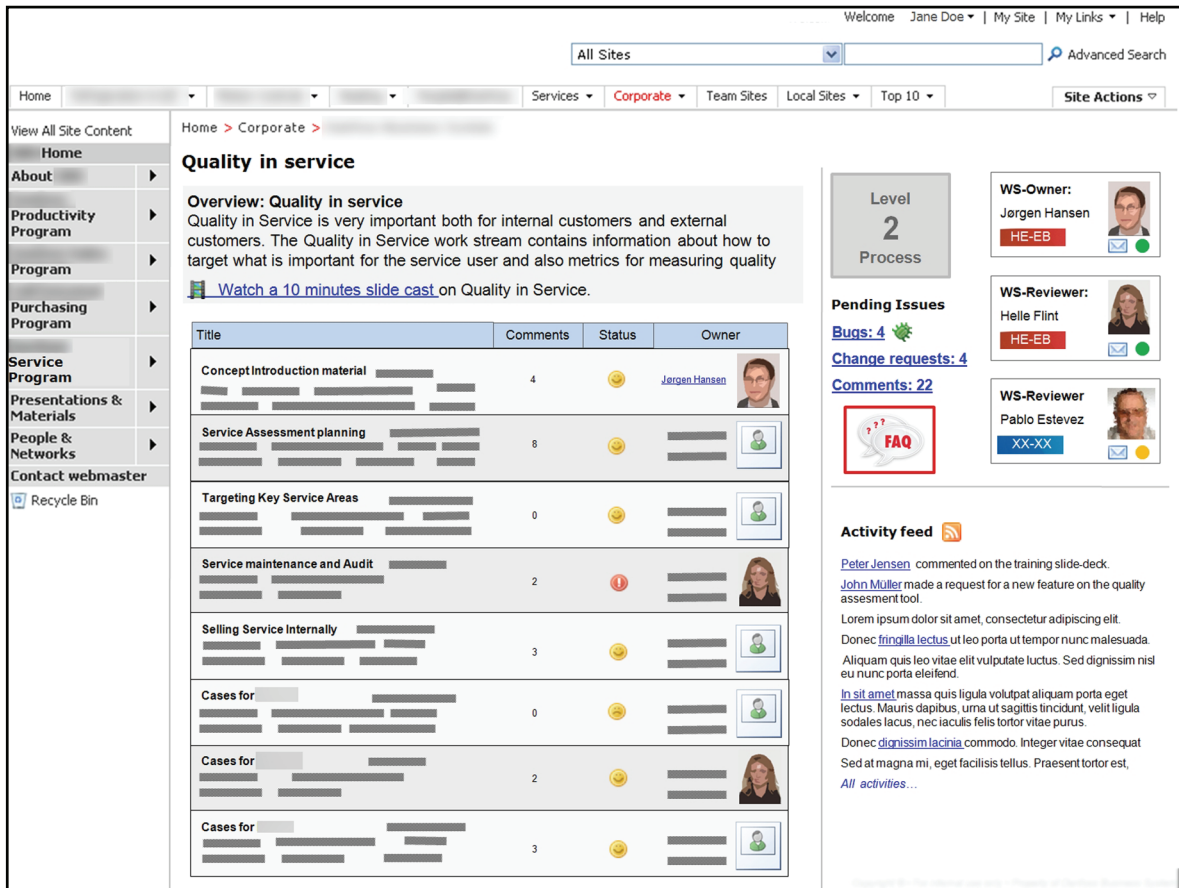 Welcome Jane Doe | My Site | My Links | Help
All Sites
Advanced Search
Home
Services
Corporate
Team Sites
Local Sites
Top 10
Site Actions
View All Site Content
Home
About
Productivity
Program
Program
Purchasing
Program
Service
Program
Presentations &
Materials
People &
Networks
Contact webmaster
Recycle Bin
Home > Corporate >
Quality in service
Overview: Quality in service
Quality in Service is very important both for internal customers and external
customers. The Quality in Service work stream contains information about how to
target what is important for the service user and also metrics for measuring quality
Watch a 10 minutes slide cast on Quality in Service.
Title Comments Status Owner
Concept Introduction material
4
Jørgen Hansen
Service Assessment planning
8
Targeting Key Service Areas
0
Service maintenance and Audit
2
Selling Service Internally
3
Cases for
0
Cases for
2
Cases for
3
Level
2
Process
Pending Issues
Bugs: 4
Change requests: 4
Comments: 22
???
FAQ
WS-Owner:
Jørgen Hansen
HE-EB
WS-Reviewer:
Helle Flint
HE-EB
WS-Reviewer
Pablo Estevez
XX-XX
Activity feed
Peter Jensen commented on the training slide-deck.
John Müller made a request for a new feature on the quality
assesment tool.
Lorem ipsum dolor sit amet, consectetur adipiscing elit.
Donec fringilla lectus ut leo porta ut tempor nunc malesuada.
Aliquam quis leo vitae elit vulputate luctus. Sed dignissim nisl
eu nunc porta eleifend.
In sit amet massa quis ligula volutpat aliquam porta eget
lectus. Mauris dapibus, urna ut sagittis tincidunt, velit ligula
sodales lacus, nec iaculis felis tortor vitae purus.
Donec dignissim lacinia commodo. Integer vitae consequat
Sed at magna mi, eget facilisis tellus. Praesent tortor est,
All activities...